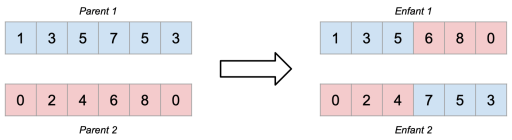 Parent 1
1 3 5 7 5 3
0 2 4 6 8 0
Parent 2
Enfant 1
1 3 5 6 8 0
0 2 4 7 5 3
Enfant 2